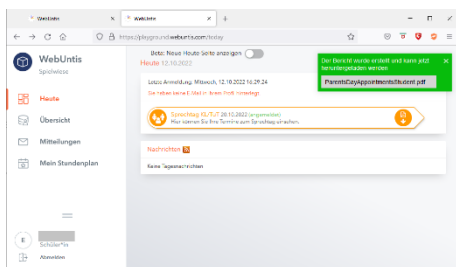 WebUntis
WebUntis
https://playground.webuntis.com/today
WebUntis
Spielwiese
Heute
Übersicht
Mitteilungen
Mein Stundenplan
E
Schüler*in
Abmelden
Beta: Neue Heute-Seite anzeigen
Heute 12.10.2022
Letzte Anmeldung: Mittwoch, 12.10.2022 16:29:24
Sie haben keine E-Mail in Ihrem Profil hinterlegt
Sprechtag 28.10.2022 (angemeldet)
Hier können Sie Ihre Termine zum Sprechtag einsehen.
Nachrichten
Keine Tagesnachrichten
Der Bericht wurde erstellt und kann jetzt
heruntergeladen werden
ParentsDayAppointmentsStudent.pdf